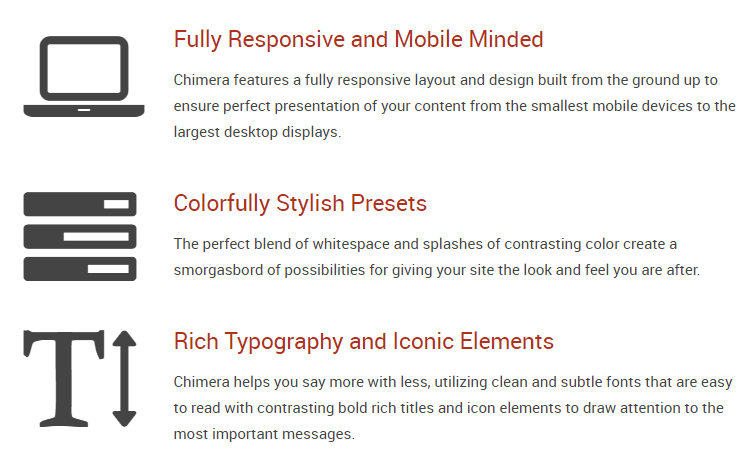 Fully Responsive and Mobile Minded
Chimera features a fully responsive layout and design built from the ground up to
ensure perfect presentation of your content from the smallest mobile devices to the
largest desktop displays.
Colorfully Stylish Presets
The perfect blend of whitespace and splashes of contrasting color create a
smorgasbord of possibilities for giving your site the look and feel you are after.
Rich Typography and Iconic Elements
Chimera helps you say more with less, utilizing clean and subtle fonts that are easy
to read with contrasting bold rich titles and icon elements to draw attention to the
most important messages.